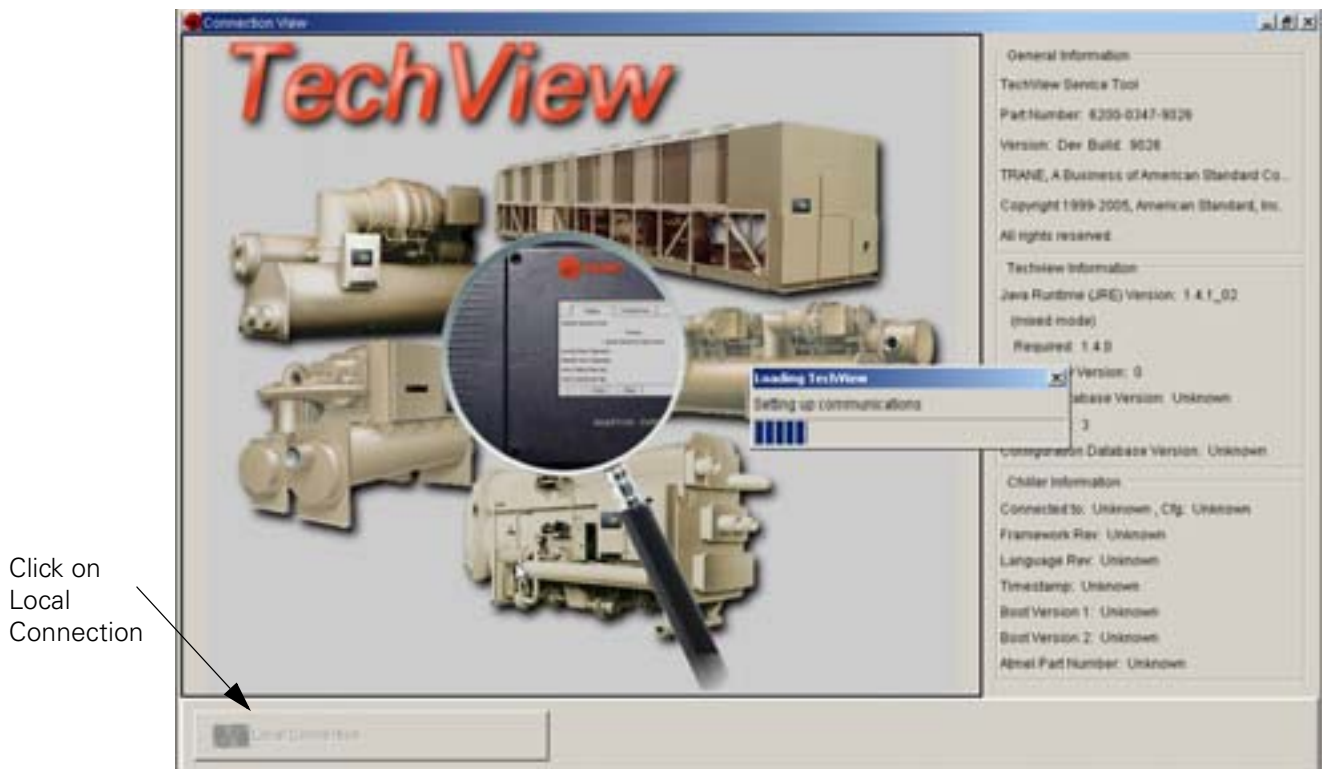 Connection View
TechView
General Information
TechView Service Tool
Part Number: 6200-0347-9026
Version: Dev Build: 9026
TRANE, A Business of American Standard Co...
Copyright 1999-2005, American Standard, Inc.
All rights reserved.
Techview Information
Java Runtime (JRE) Version: 1.4.1_02
(mixed mode)
Required: 1.4.0
Version: 0
Loading TechView
Setting up communications
Version: Unknown
3
Configuration Database Version: Unknown
Chiller Information
Connected to: Unknown , Cfg: Unknown
Framework Rev: Unknown
Language Rev: Unknown
Timestamp: Unknown
Boot Version 1: Unknown
Boot Version 2: Unknown
Atmel Part Number: Unknown
Click on
Local
Connection
Local Connection